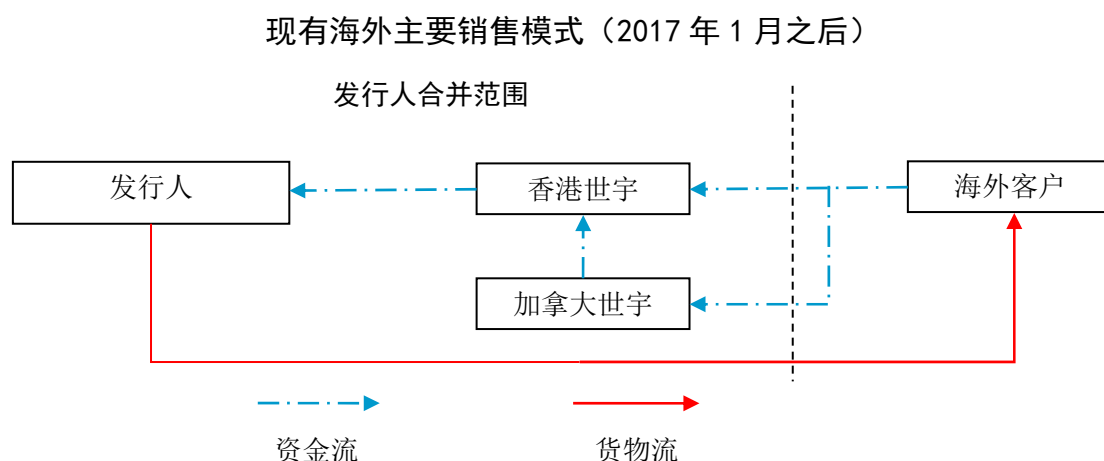 现有海外主要销售模式（2017 年 1 月之后）
发行人合并范围
发行人
香港世宇
海外客户
加拿大世宇
资金流
货物流